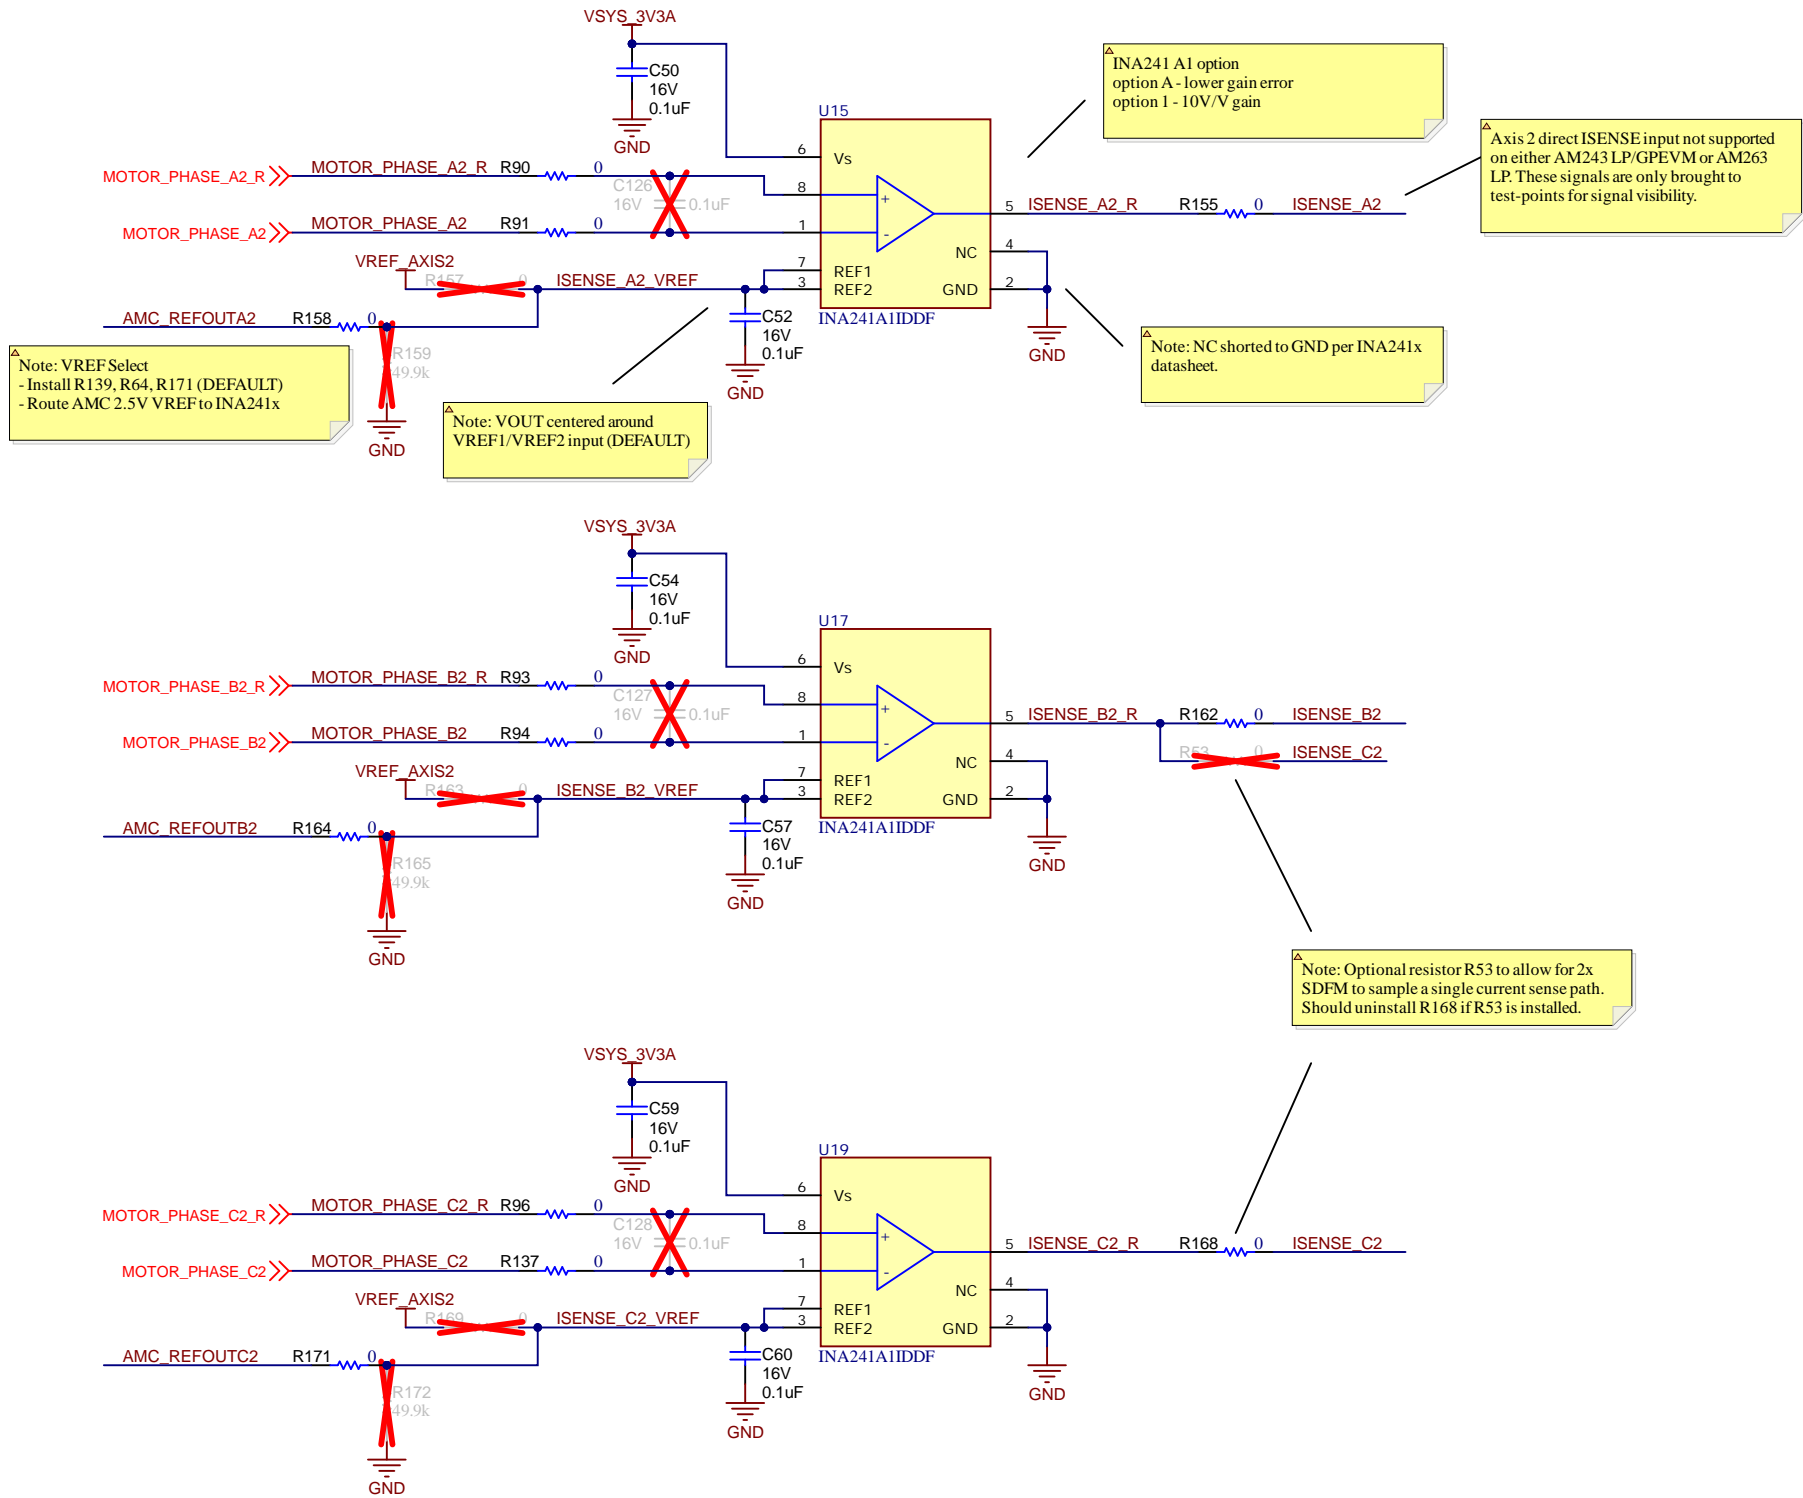 VSYS_3V3A
C50
16V
0.1uF
GND
INA241 A1 option
option A - lower gain error
option 1 - 10V/V gain
Axis 2 direct ISENSE input not supported
on either AM243 LP/GPEVM or AM263
LP. These signals are only brought to
test-points for signal visibility.
U15
6 Vs
MOTOR_PHASE_A2_R MOTOR_PHASE_A2_R R90 0
C126
16V 0.1uF
8 +
MOTOR_PHASE_A2 MOTOR_PHASE_A2 R91 0
1 -
5 ISENSE_A2_R R155 0 ISENSE_A2
NC 4
VREF_AXIS2
R157 0 ISENSE_A2_VREF
7 REF1
3 REF2 GND 2
INA241A1IDDF
AMC_REFOUTA2 R158 0
R159
49.9k
GND
C52
16V
0.1uF
GND
GND
Note: VREF Select
- Install R139, R64, R171 (DEFAULT)
- Route AMC 2.5V VREF to INA241x
Note: VOUT centered around
VREF1/VREF2 input (DEFAULT)
Note: NC shorted to GND per INA241x
datasheet.
VSYS_3V3A
C54
16V
0.1uF
GND
U17
6 Vs
MOTOR_PHASE_B2_R MOTOR_PHASE_B2_R R93 0
C127
16V 0.1uF
8 +
MOTOR_PHASE_B2 MOTOR_PHASE_B2 R94 0
1 -
5 ISENSE_B2_R R162 0 ISENSE_B2
R53 0 ISENSE_C2
NC 4
VREF_AXIS2
R163 0 ISENSE_B2_VREF
7 REF1
3 REF2 GND 2
INA241A1IDDF
AMC_REFOUTB2 R164 0
R165
49.9k
GND
C57
16V
0.1uF
GND
GND
Note: Optional resistor R53 to allow for 2x
SDFM to sample a single current sense path.
Should uninstall R168 if R53 is installed.
VSYS_3V3A
C59
16V
0.1uF
GND
U19
6 Vs
MOTOR_PHASE_C2_R MOTOR_PHASE_C2_R R96 0
C128
16V 0.1uF
8 +
MOTOR_PHASE_C2 MOTOR_PHASE_C2 R137 0
1 -
5 ISENSE_C2_R R168 0 ISENSE_C2
NC 4
VREF_AXIS2
R169 0 ISENSE_C2_VREF
7 REF1
3 REF2 GND 2
INA241A1IDDF
AMC_REFOUTC2 R171 0
R172
49.9k
GND
C60
16V
0.1uF
GND
GND